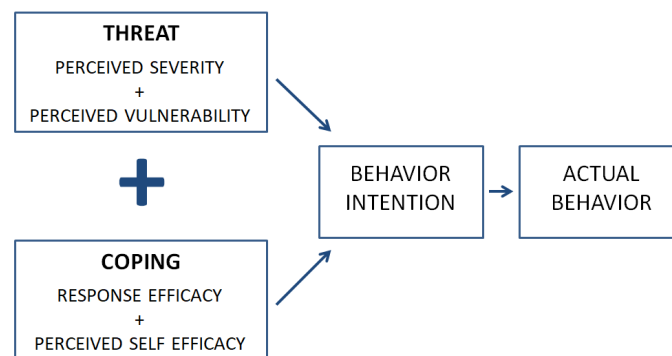 THREAT
PERCEIVED SEVERITY
+
PERCEIVED VULNERABILITY
+
COPING
RESPONSE EFFICACY
+
PERCEIVED SELF EFFICACY
BEHAVIOR
INTENTION
ACTUAL
BEHAVIOR